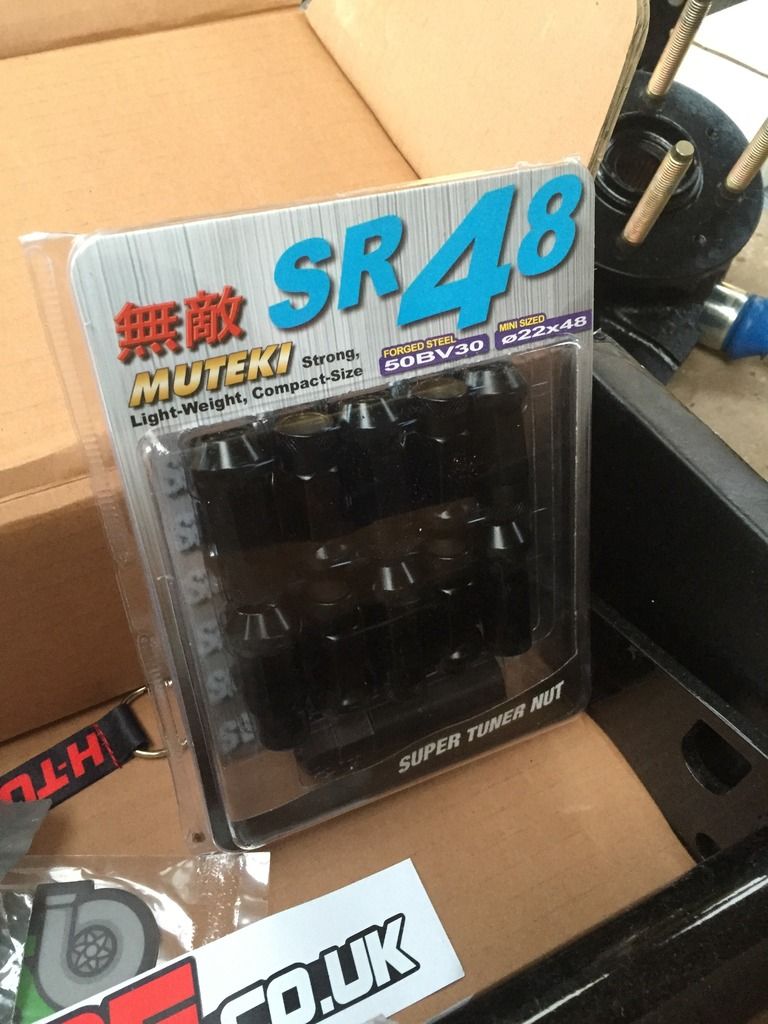 SR48
無敵
MUTEKI
Strong,
Light-Weight, Compact-Size
FORGED STEEL
50BV30
MINI SIZED
ø22x48
SUPER TUNER NUT
H-TU
.CO.UK